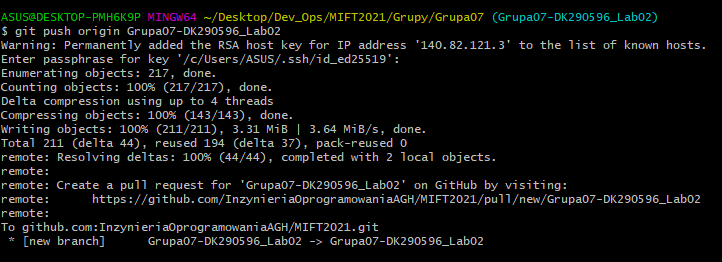 ASUS@DESKTOP-PMH6K9P MINGW64 ~/Desktop/Dev_Ops/MIFT2021/Grupy/Grupa07 (Grupa07-DK290596_Lab02)
$ git push origin Grupa07-DK290596_Lab02
Warning: Permanently added the RSA host key for IP address '140.82.121.3' to the list of known hosts.
Enter passphrase for key '/c/Users/ASUS/.ssh/id_ed25519':
Enumerating objects: 217, done.
Counting objects: 100% (217/217), done.
Delta compression using up to 4 threads
Compressing objects: 100% (143/143), done.
Writing objects: 100% (211/211), 3.31 MiB | 3.64 MiB/s, done.
Total 211 (delta 44), reused 194 (delta 37), pack-reused 0
remote: Resolving deltas: 100% (44/44), completed with 2 local objects.
remote:
remote: Create a pull request for 'Grupa07-DK290596_Lab02' on GitHub by visiting:
remote:      https://github.com/InzynieriaOprogramowaniaAGH/MIFT2021/pull/new/Grupa07-DK290596_Lab02
remote:
To github.com:InzynieriaOprogramowaniaAGH/MIFT2021.git
 * [new branch]      Grupa07-DK290596_Lab02 -> Grupa07-DK290596_Lab02